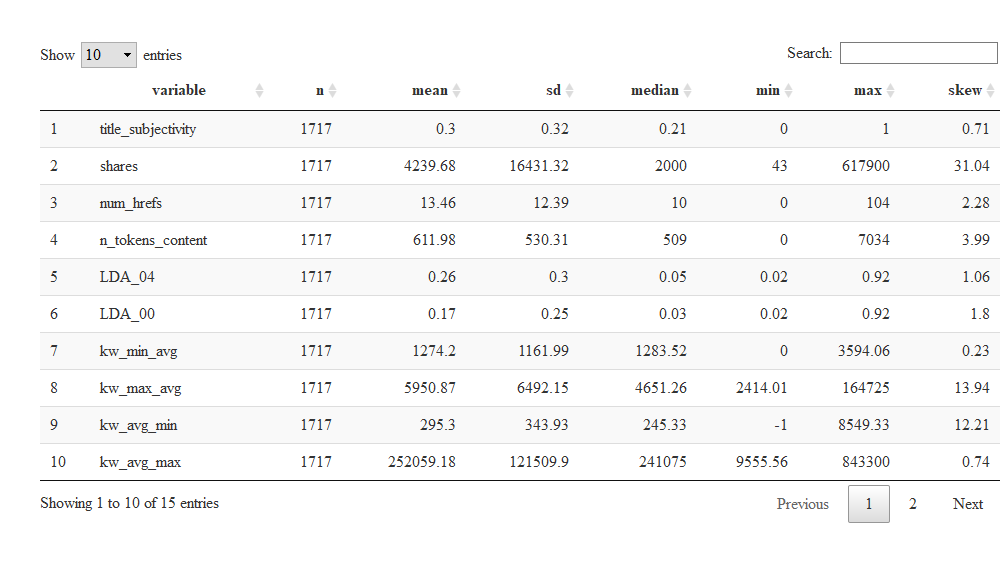 Show 10 entries Search:
variable n mean sd median min max skew
1 title_subjectivity 1717 0.3 0.32 0.21 0 1 0.71
2 shares 1717 4239.68 16431.32 2000 43 617900 31.04
3 num_hrefs 1717 13.46 12.39 10 0 104 2.28
4 n_tokens_content 1717 611.98 530.31 509 0 7034 3.99
5 LDA_04 1717 0.26 0.3 0.05 0.02 0.92 1.06
6 LDA_00 1717 0.17 0.25 0.03 0.02 0.92 1.8
7 kw_min_avg 1717 1274.2 1161.99 1283.52 0 3594.06 0.23
8 kw_max_avg 1717 5950.87 6492.15 4651.26 2414.01 164725 13.94
9 kw_avg_min 1717 295.3 343.93 245.33 -1 8549.33 12.21
10 kw_avg_max 1717 252059.18 121509.9 241075 9555.56 843300 0.74
Showing 1 to 10 of 15 entries Previous 1 2 Next